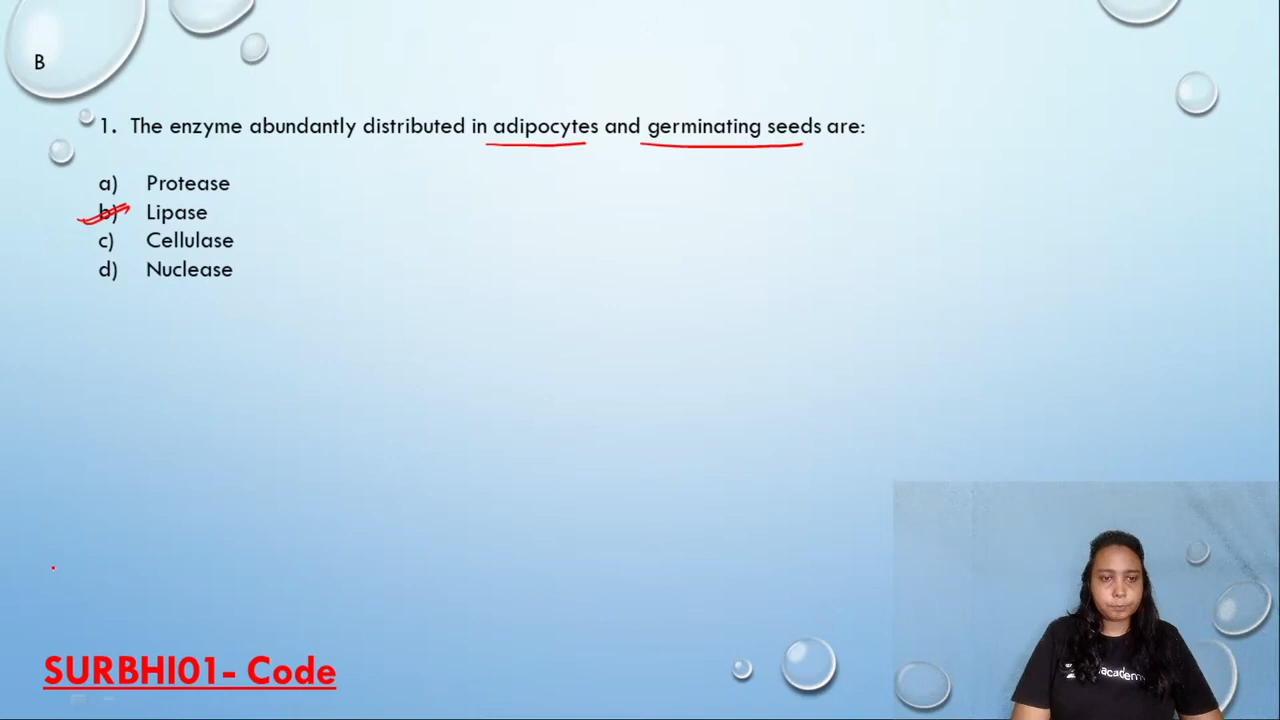 B
1. The enzyme abundantly distributed in adipocytes and germinating seeds are:
a) Protease
b) Lipase
c) Cellulase
d) Nuclease
SURBHI01- Code